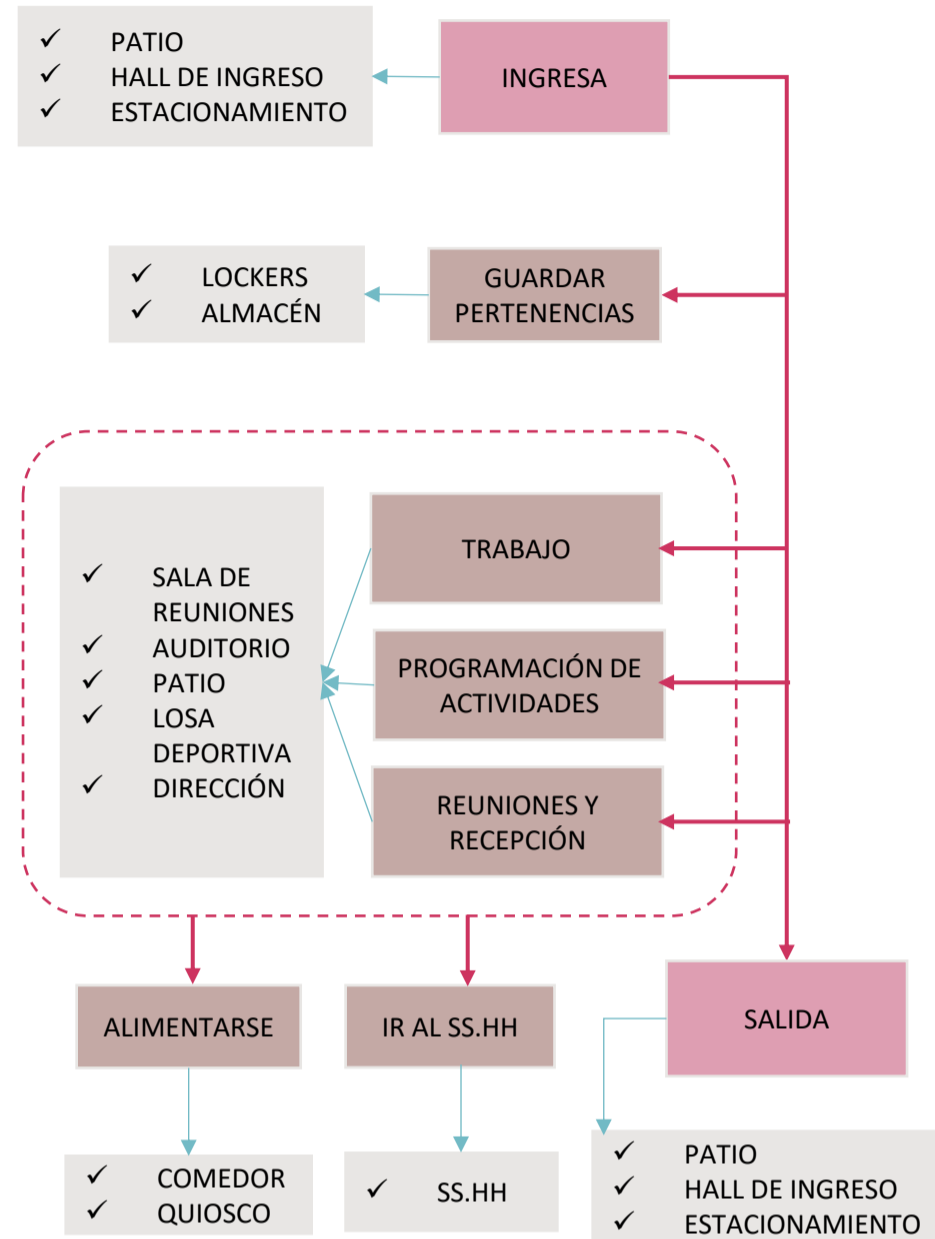 ✓ PATIO
✓ HALL DE INGRESO
✓ ESTACIONAMIENTO
INGRESA
✓ LOCKERS
✓ ALMACÉN
GUARDAR
PERTENENCIAS
✓ SALA DE
REUNIONES
✓ AUDITORIO
✓ PATIO
✓ LOSA
DEPORTIVA
✓ DIRECCIÓN
TRABAJO
PROGRAMACIÓN DE
ACTIVIDADES
REUNIONES Y
RECEPCIÓN
ALIMENTARSE
IR AL SS.HH
SALIDA
✓ COMEDOR
✓ QUIOSCO
✓ SS.HH
✓ PATIO
✓ HALL DE INGRESO
✓ ESTACIONAMIENTO